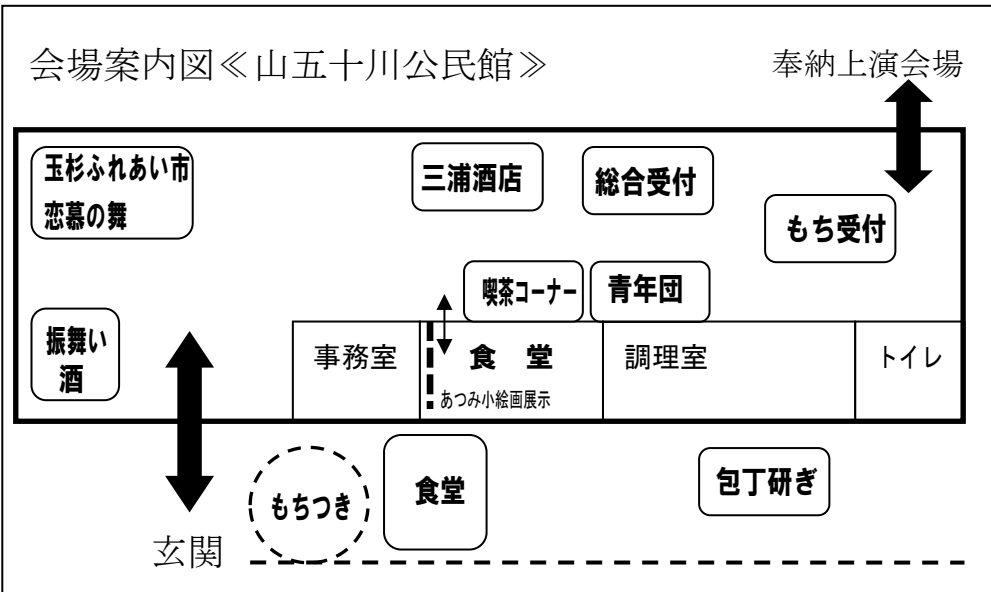 会場案内図≪山五十川公民館≫
奉納上演会場
玉杉ふれあい市
恋慕の舞
三浦酒店
総合受付
もち受付
喫茶コーナー
青年団
振舞い
酒
事務室
食 堂
あつみ小絵画展示
調理室
トイレ
もちつき
食堂
包丁研ぎ
玄関